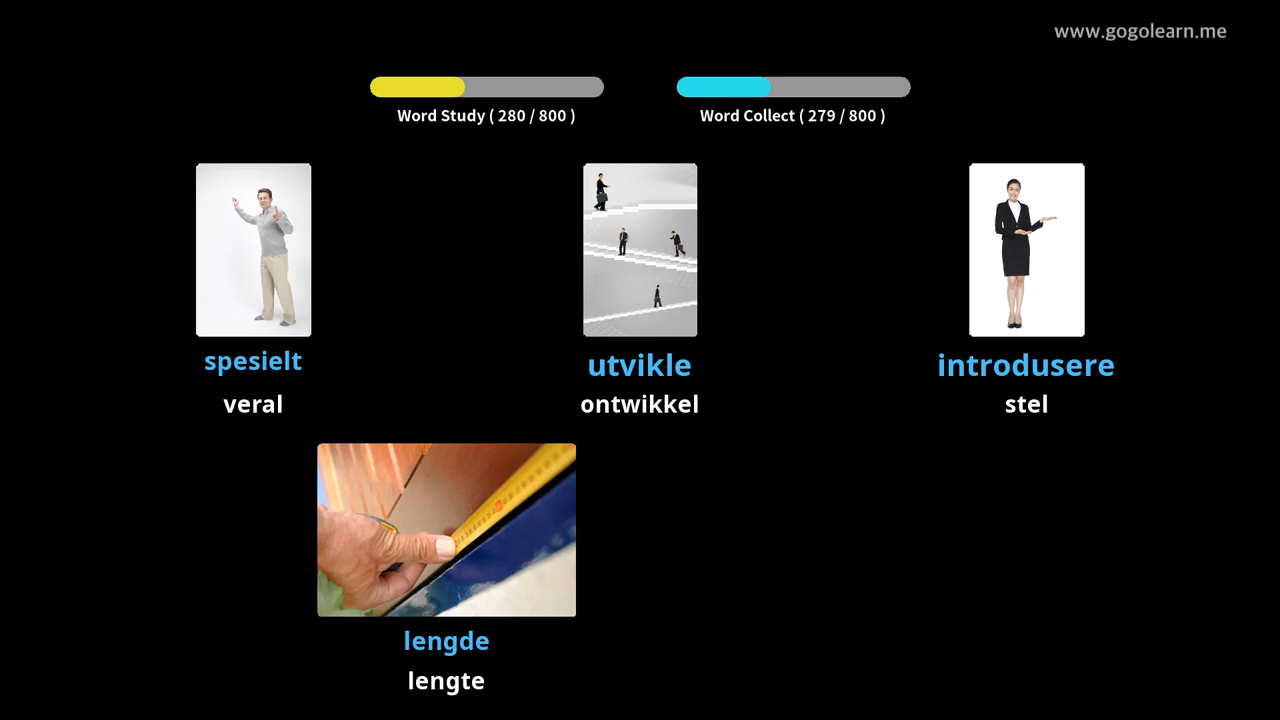 www.gogolearn.me
Word Study ( 280 / 800 )
Word Collect ( 279 / 800 )
spesielt
veral
utvikle
ontwikkel
introdusere
stel
lengde
lengte